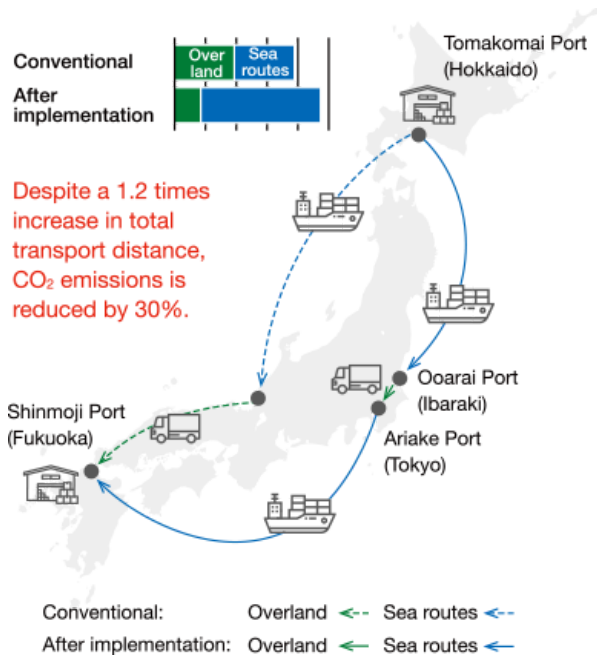 Conventional
Over
land
Sea
routes
After
implementation
Tomakomai Port
(Hokkaido)
Despite a 1.2 times
increase in total
transport distance,
CO₂ emissions is
reduced by 30%.
Ooarai Port
(Ibaraki)
Shinmoji Port
(Fukuoka)
Ariake Port
(Tokyo)
Conventional: Overland Sea routes
After implementation: Overland Sea routes